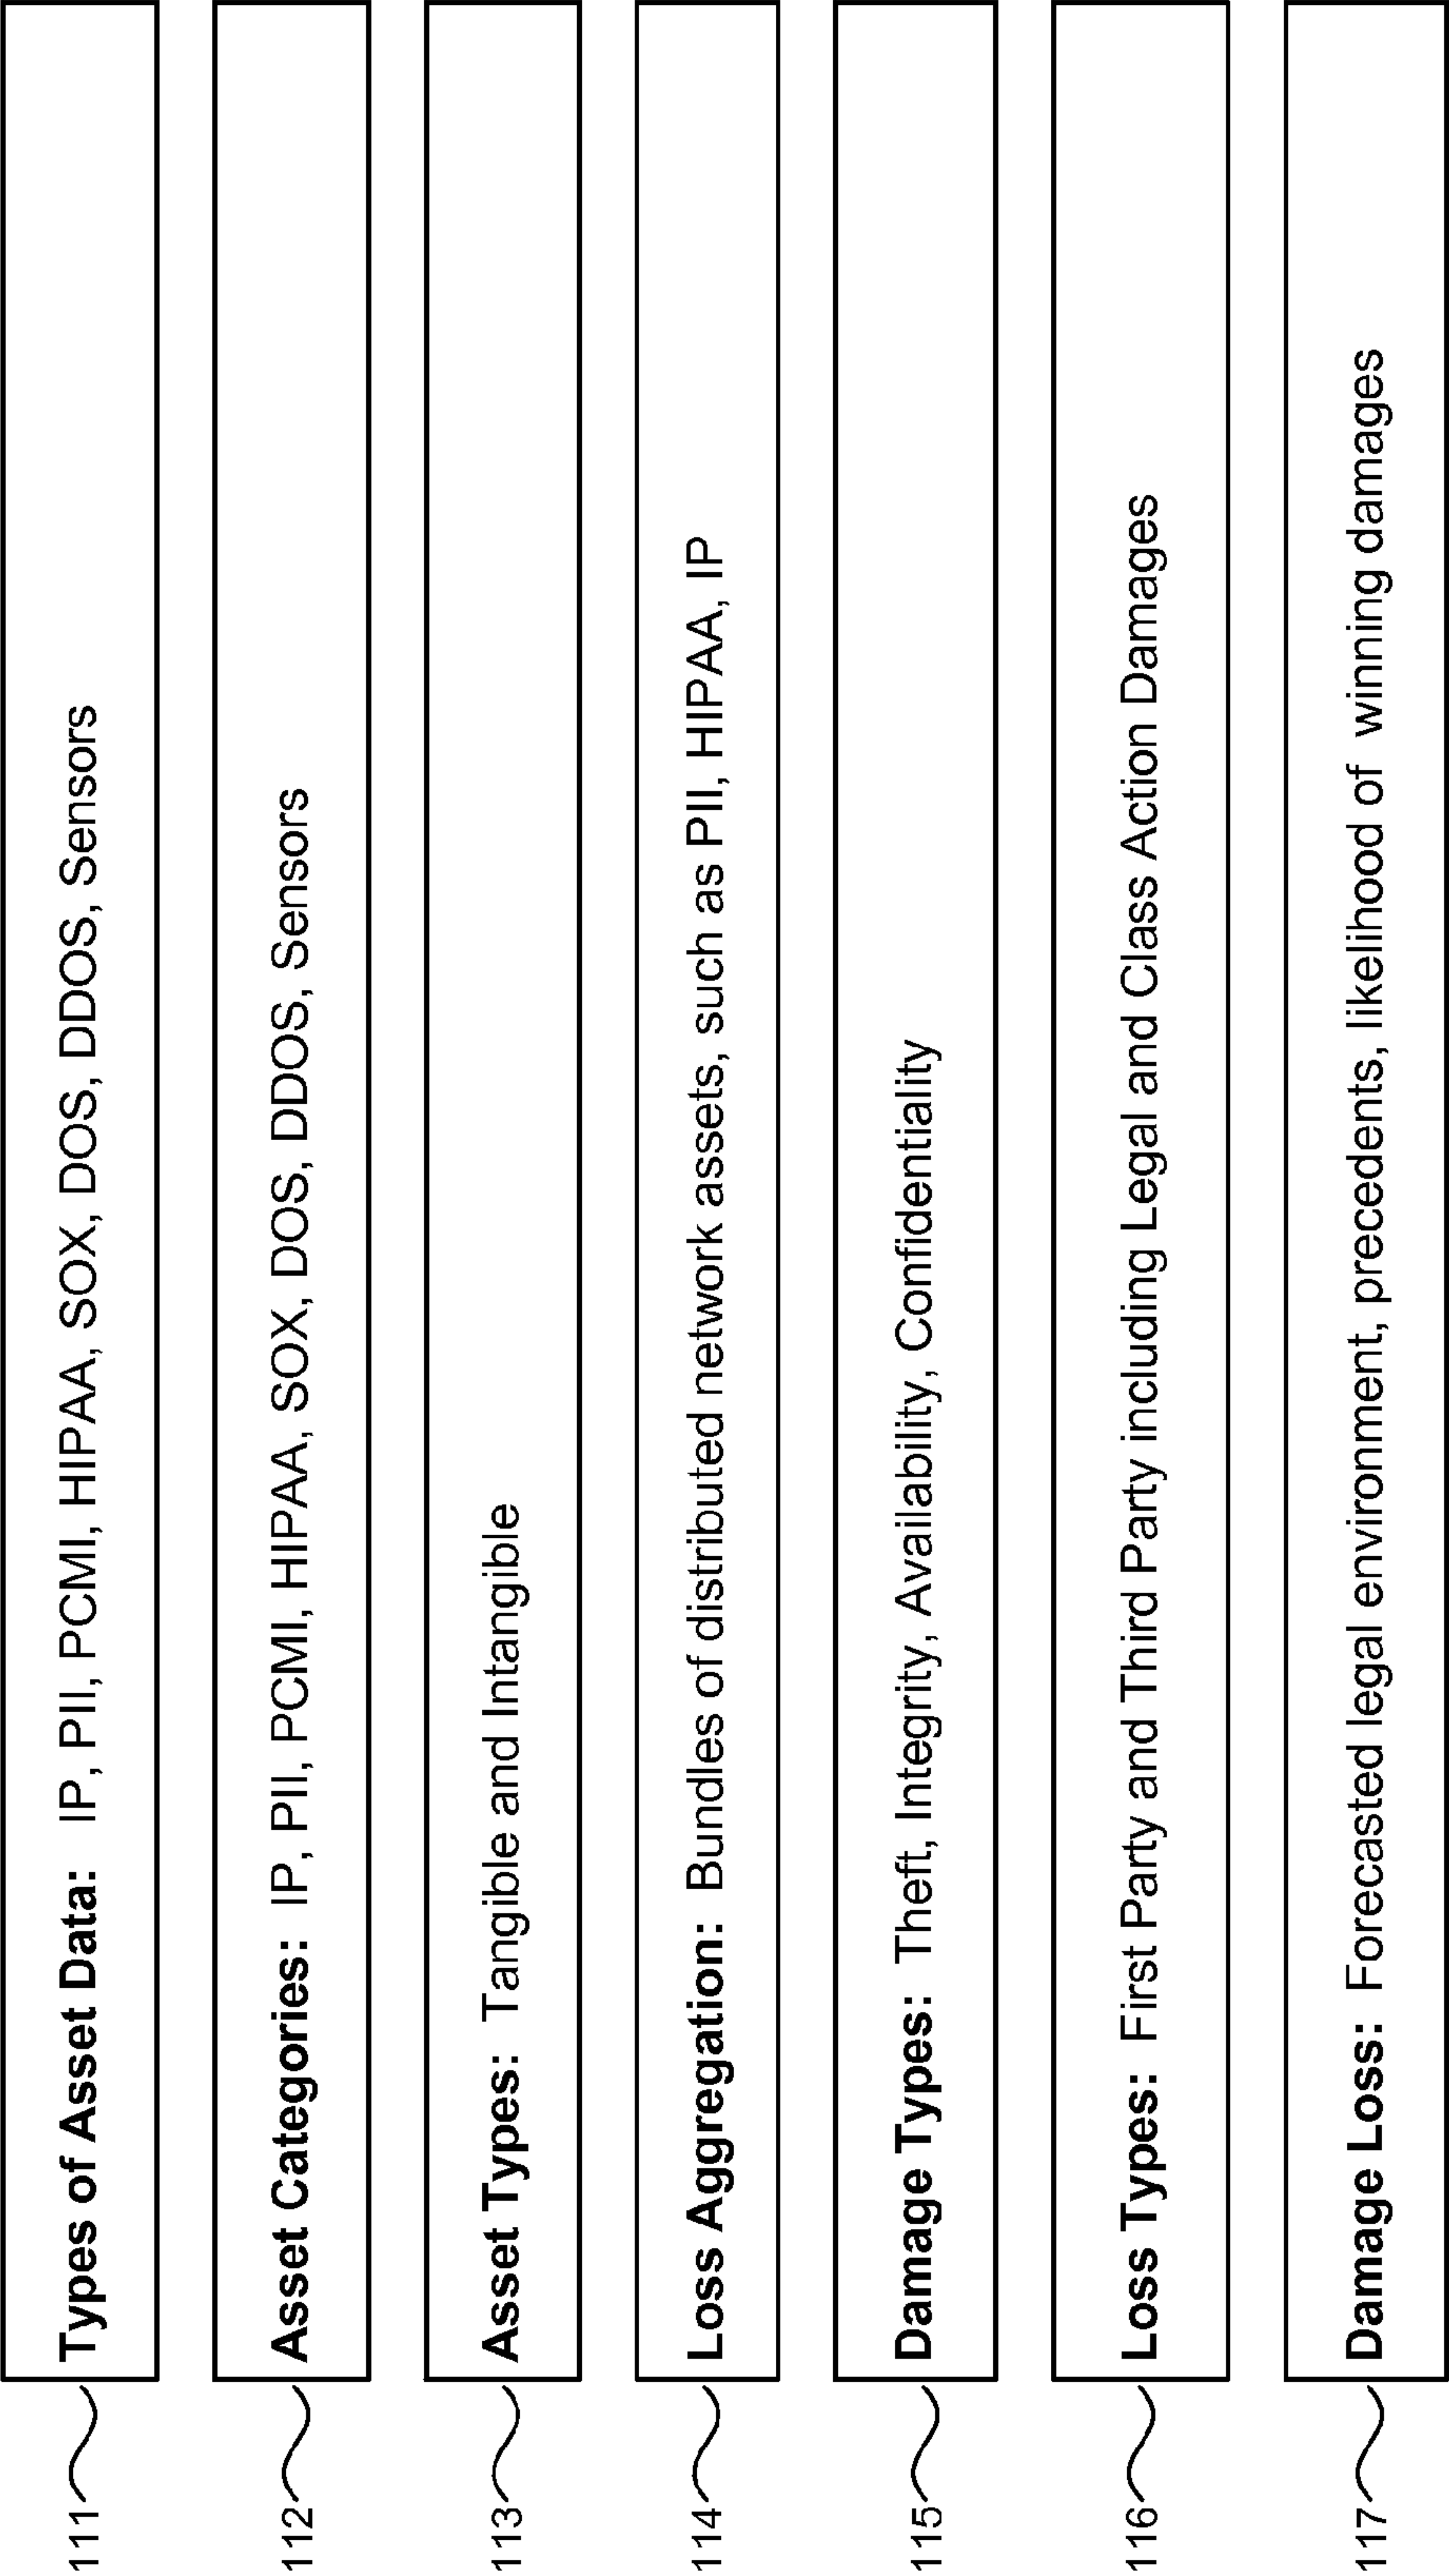 111 Types of Asset Data: IP, PII, PCMI, HIPAA, SOX, DOS, DDOS, Sensors
112 Asset Categories: IP, PII, PCMI, HIPAA, SOX, DOS, DDOS, Sensors
113 Asset Types: Tangible and Intangible
114 Loss Aggregation: Bundles of distributed network assets, such as PII, HIPAA, IP
115 Damage Types: Theft, Integrity, Availability, Confidentiality
116 Loss Types: First Party and Third Party including Legal and Class Action Damages
117 Damage Loss: Forecasted legal environment, precedents, likelihood of winning damages